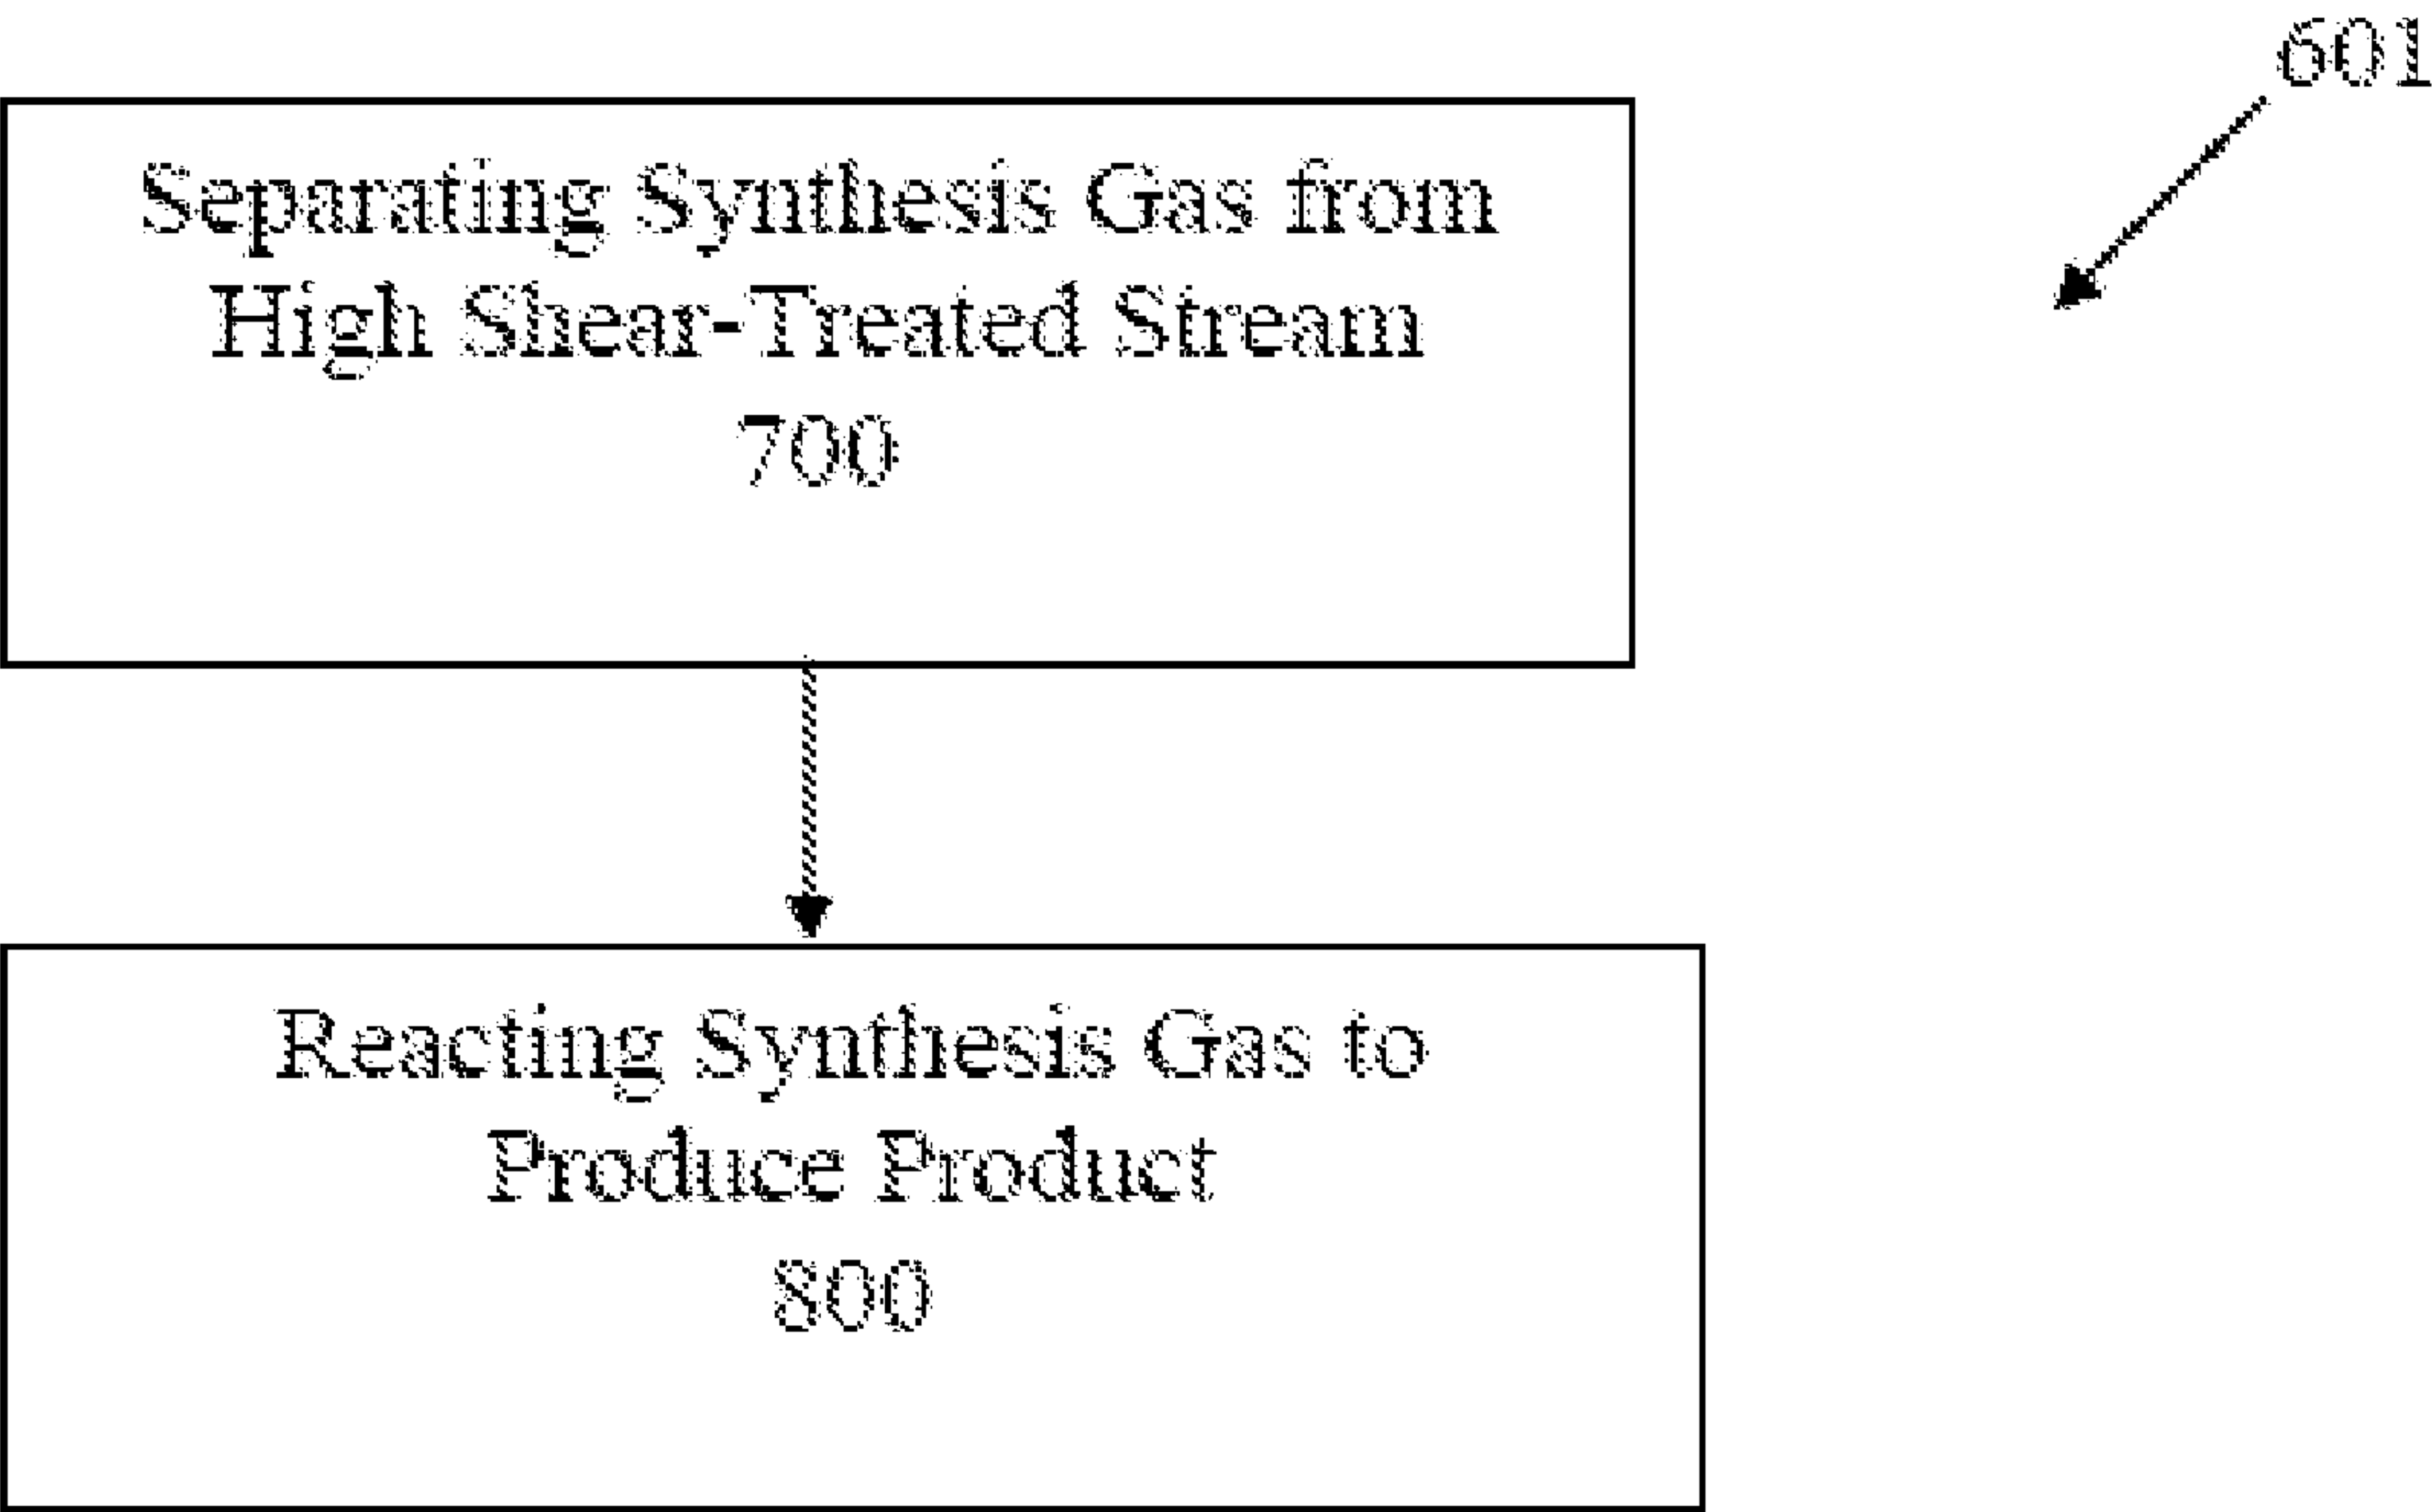 601
Separating Synthesis Gas from
High Shear-Treated Stream
700
Reacting Synthesis Gas to
Produce Product
800